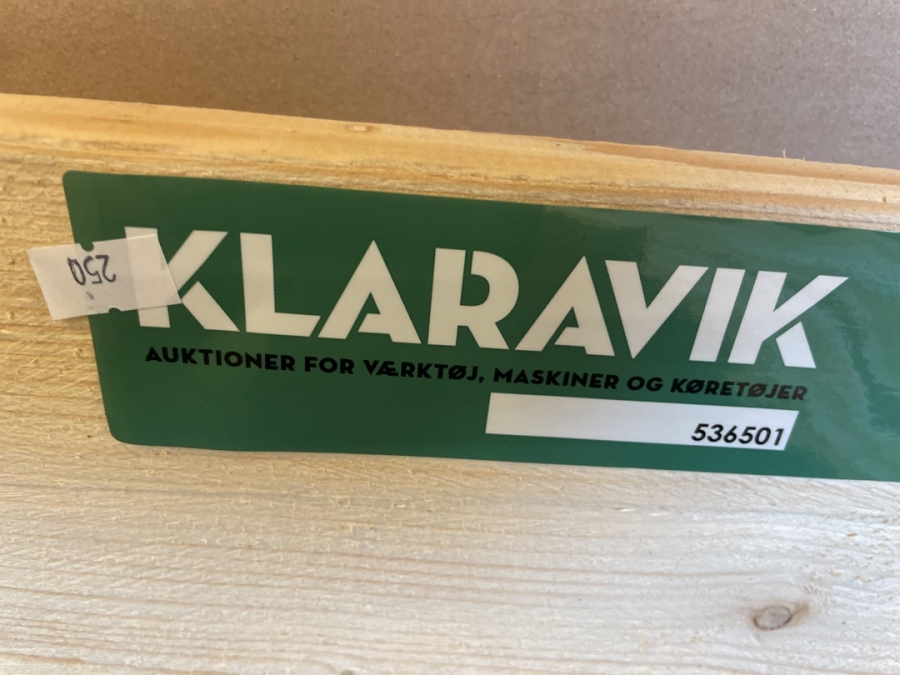 KLARAVIK
AUKTIONER FOR VÆRKTØJ, MASKINER OG KØRETØJER
536501
250